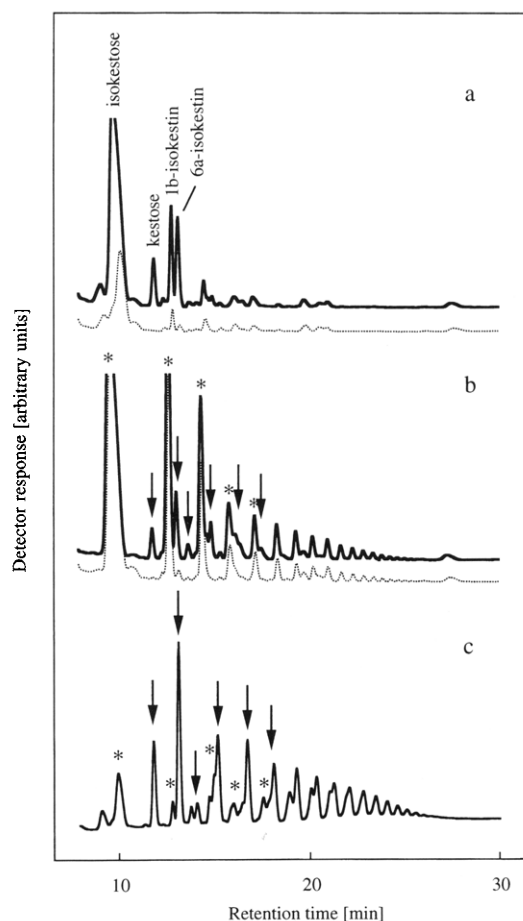 isokestose
kestose
1b-isokestin
6a-isokestin
a
*
*
*
*
*
b
*
*
*
*
*
c
10
20
30
Retention time [min]
Detector response [arbitrary units]